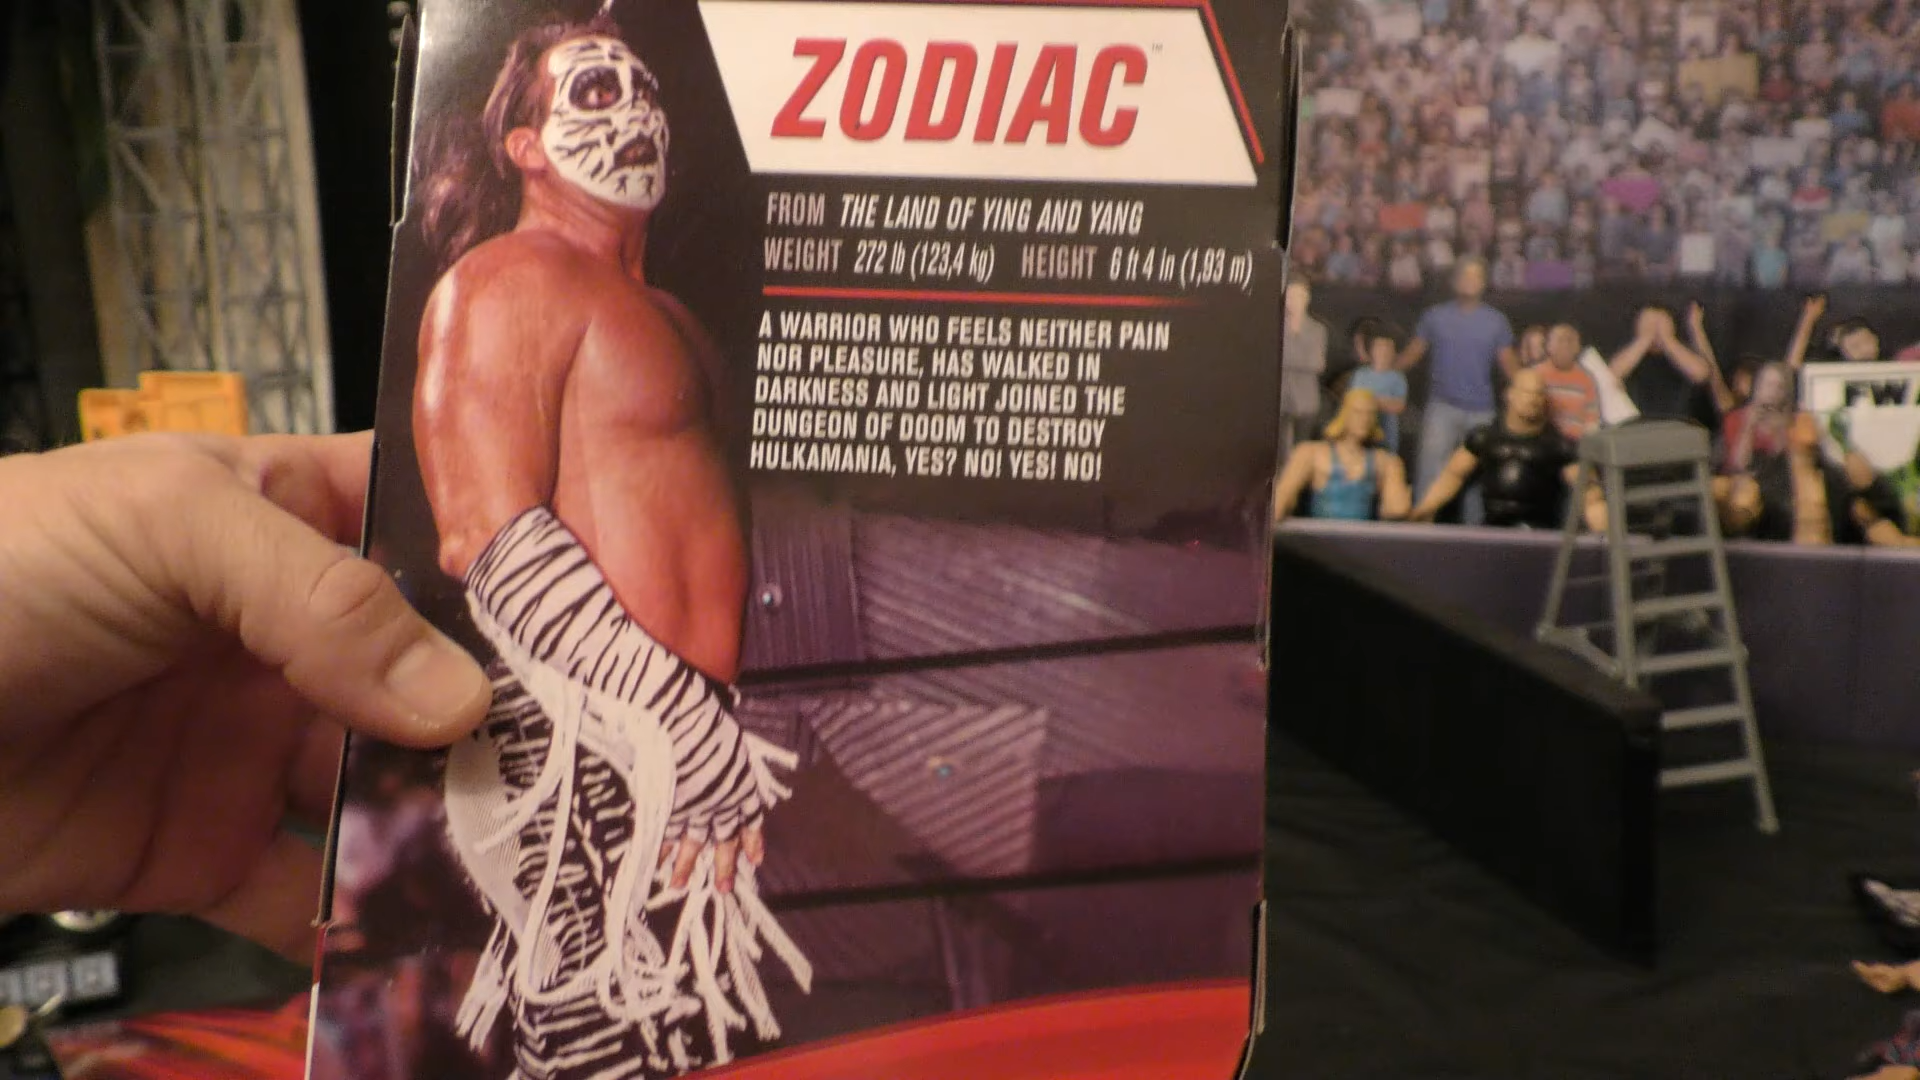 ZODIAC™
FROM THE LAND OF YING AND YANG
WEIGHT 272 lb (123,4 kg) HEIGHT 6 ft 4 in (1,93 m)
A WARRIOR WHO FEELS NEITHER PAIN
NOR PLEASURE, HAS WALKED IN
DARKNESS AND LIGHT JOINED THE
DUNGEON OF DOOM TO DESTROY
HULKAMANIA, YES? NO! YES! NO!
FW